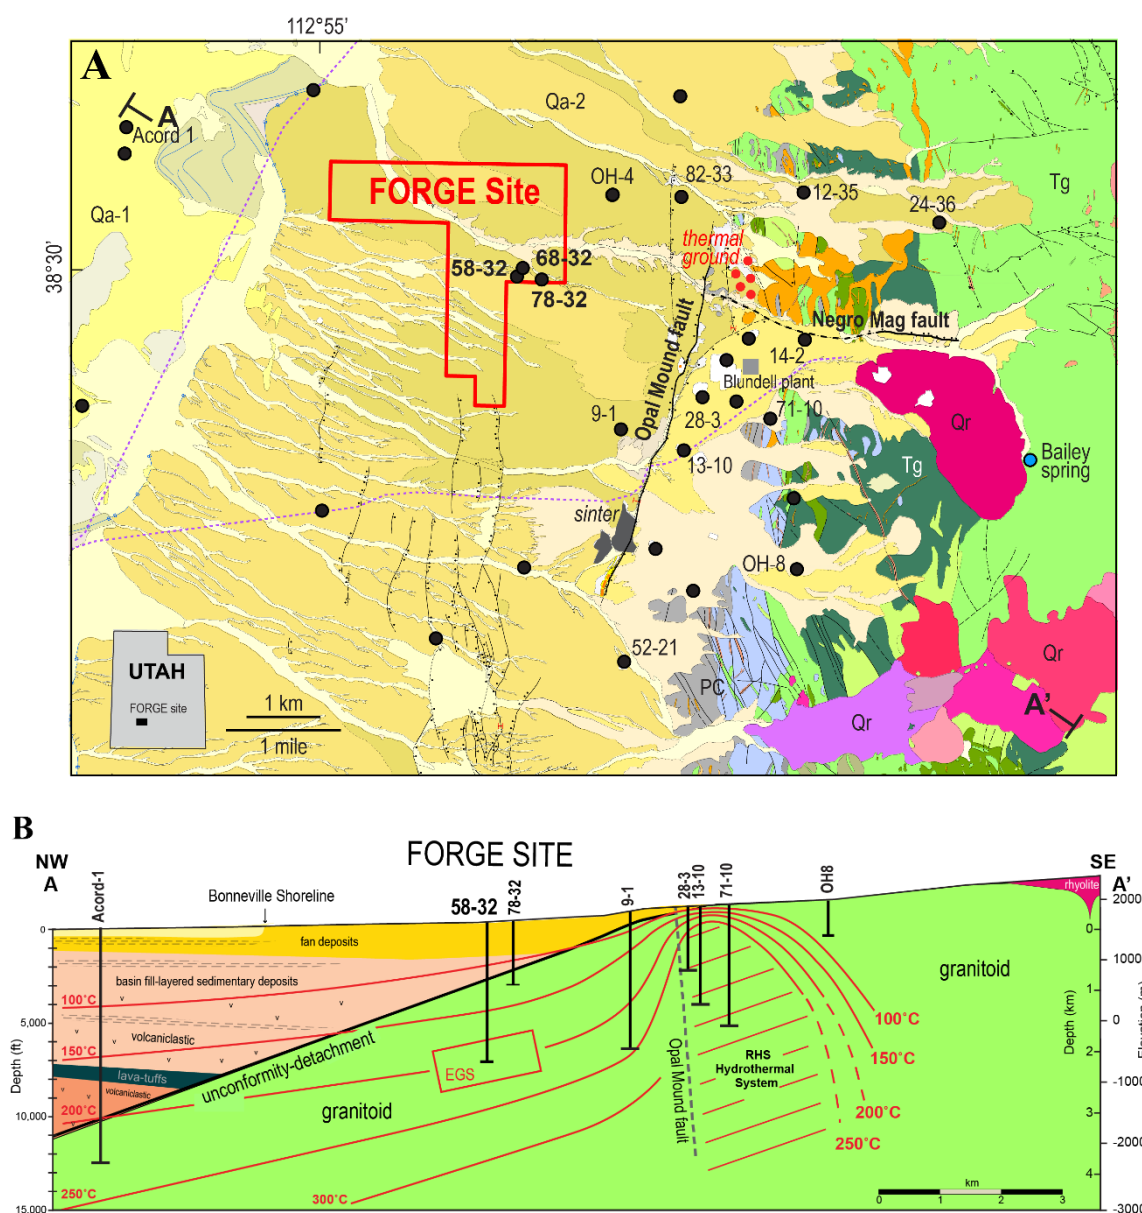 112°55'
A
Qa-2
A
Acord 1
FORGE Site
OH-4
82-33
12-35
Tg
24-36
Qa-1
thermal
ground
38°30'
68-32
58-32
78-32
Negro Mag fault
Opal Mound fault
14-2
Blundell plant
28-3
71-10
9-1
Qr
Bailey
spring
13-10
Tg
sinter
OH-8
UTAH
FORGE site
52-21
PC
Qr
1 km
1 mile
H
A'
Qr
B
FORGE SITE
NW
SE
A
A'
Bonneville Shoreline
Acord-1
58-32
78-32
9-1
28-3
13-10
71-10
OH8
rhyolite
2000
0
0
fan deposits
granitoid
1000
basin fill-layered sedimentary deposits
100°C
1
0
5,000
100°C
volcaniclastic
150°C
150°C
unconformity-detachment
2
-1000
EGS
RHS
Hydrothermal
System
Opal Mound fault
lava-tuffs
volcaniclastic
200°C
200°C
granitoid
3
-2000
10,000
250°C
250°C
300°C
4
km
15,000
0 1 2 3
-3000
Depth (ft)
Depth (km)
Elevation (m)